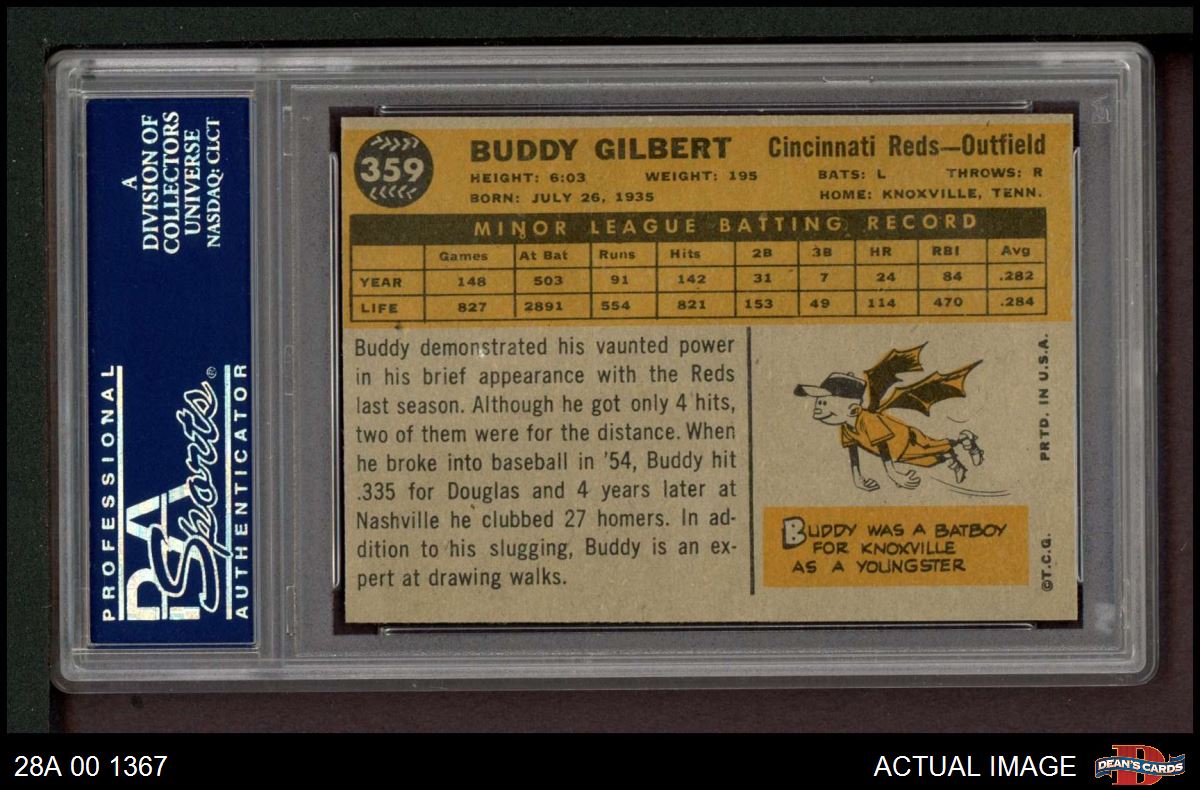 A
DIVISION OF
COLLECTORS
UNIVERSE
NASDAQ: CLCT
PROFESSIONAL
PSA
Sports®
AUTHENTICATOR
359
BUDDY GILBERT Cincinnati Reds—Outfield
HEIGHT: 6:03 WEIGHT: 195 BATS: L THROWS: R
BORN: JULY 26, 1935 HOME: KNOXVILLE, TENN.
MINOR LEAGUE BATTING RECORD
Games At Bat Runs Hits 2B 3B HR RBI Avg
YEAR 148 503 91 142 31 7 24 84 .282
LIFE 827 2891 554 821 153 49 114 470 .284
Buddy demonstrated his vaunted power
in his brief appearance with the Reds
last season. Although he got only 4 hits,
two of them were for the distance. When
he broke into baseball in '54, Buddy hit
.335 for Douglas and 4 years later at
Nashville he clubbed 27 homers. In ad-
dition to his slugging, Buddy is an ex-
pert at drawing walks.
BUDDY WAS A BATBOY
FOR KNOXVILLE
AS A YOUNGSTER
©T.C.G. PRTD. IN U.S.A.
28A 00 1367
ACTUAL IMAGE
DEAN'S CARDS